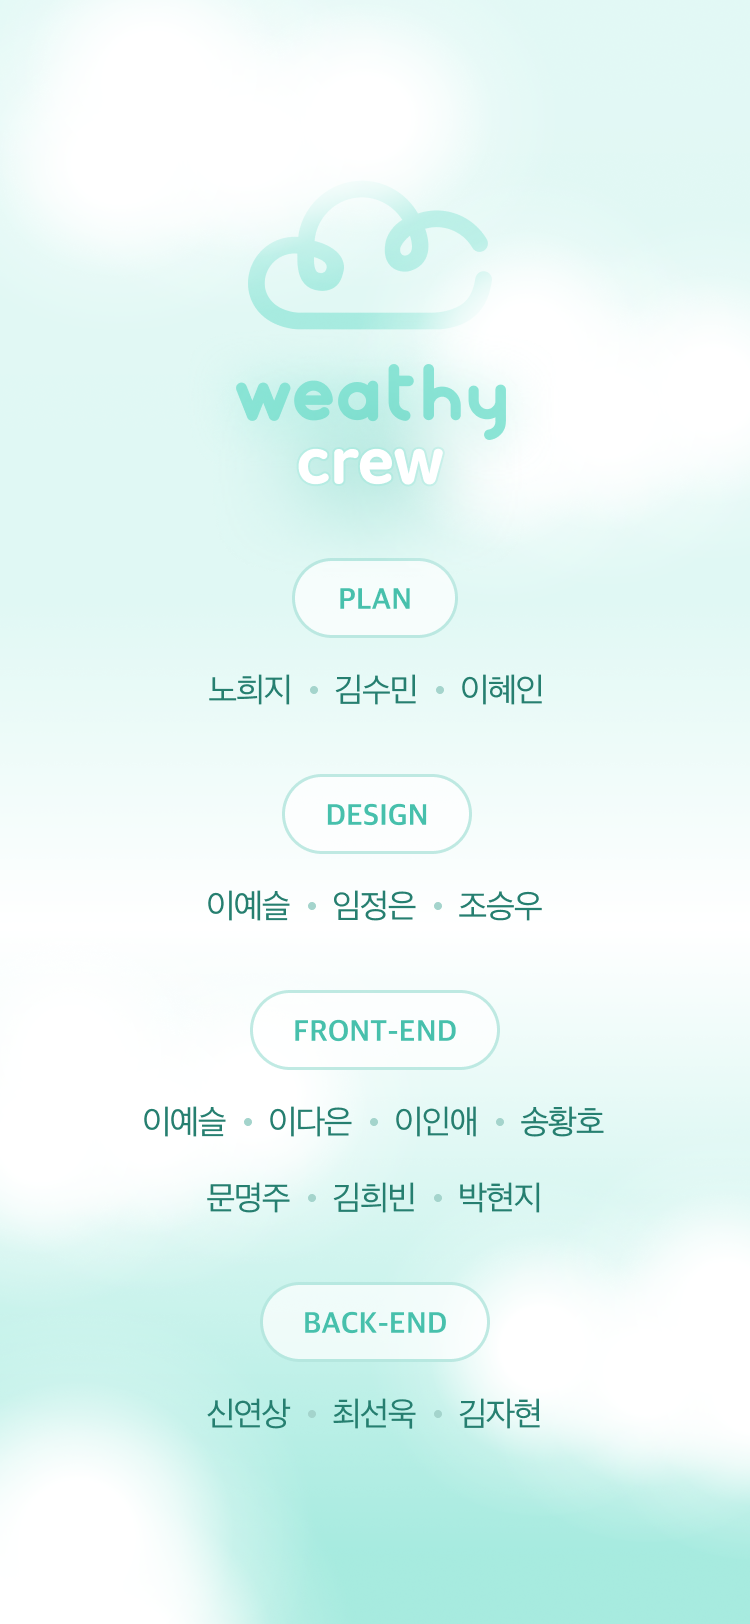 weathy
crew
PLAN
노희지 • 김수민 • 이혜인
DESIGN
이예슬 • 임정은 • 조승우
FRONT-END
이예슬 • 이다은 • 이인애 • 송황호
문명주 • 김희빈 • 박현지
BACK-END
신연상 • 최선욱 • 김자현